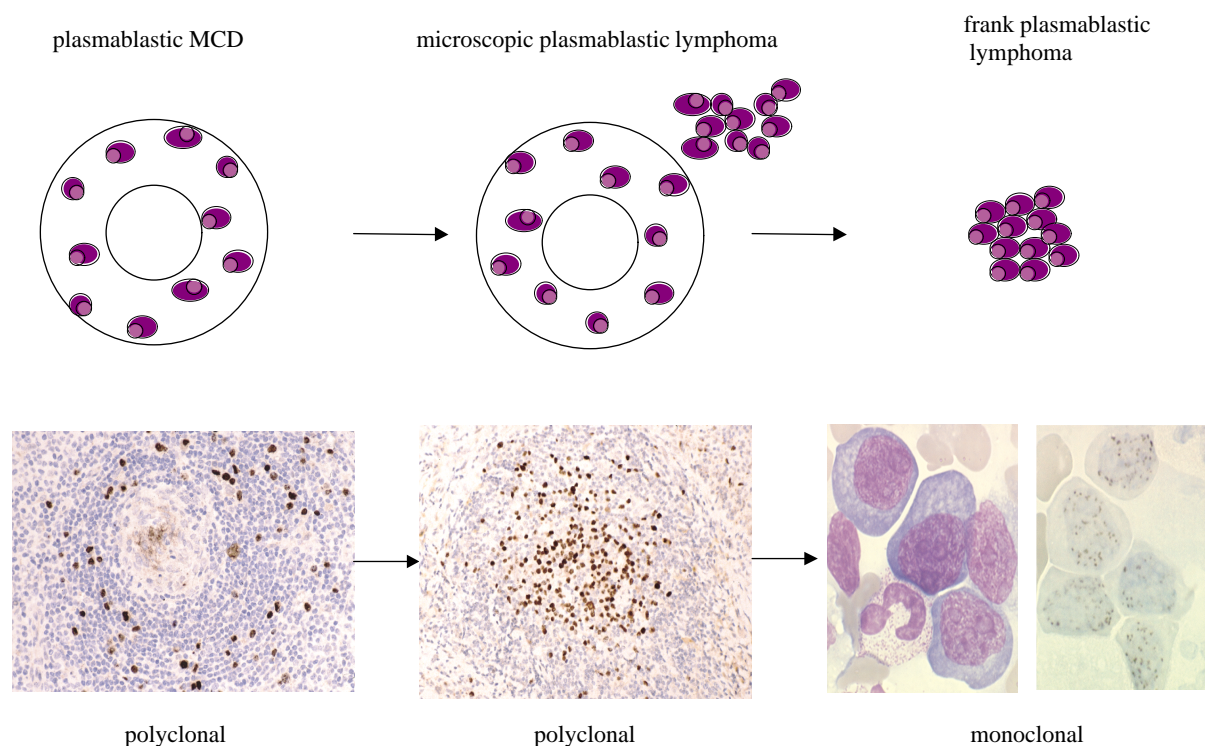 plasmablastic MCD
microscopic plasmablastic lymphoma
frank plasmablastic
lymphoma
polyclonal
polyclonal
monoclonal